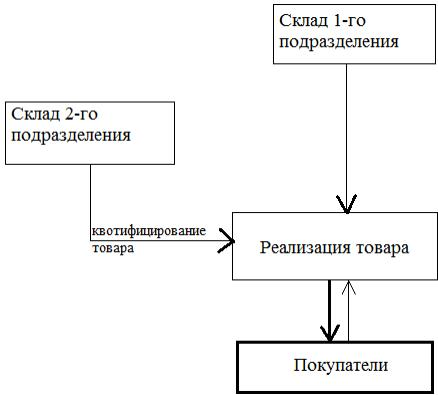 Склад 1-го
подразделения
Склад 2-го
подразделения
квотифицирование
товара
Реализация товара
Покупатели